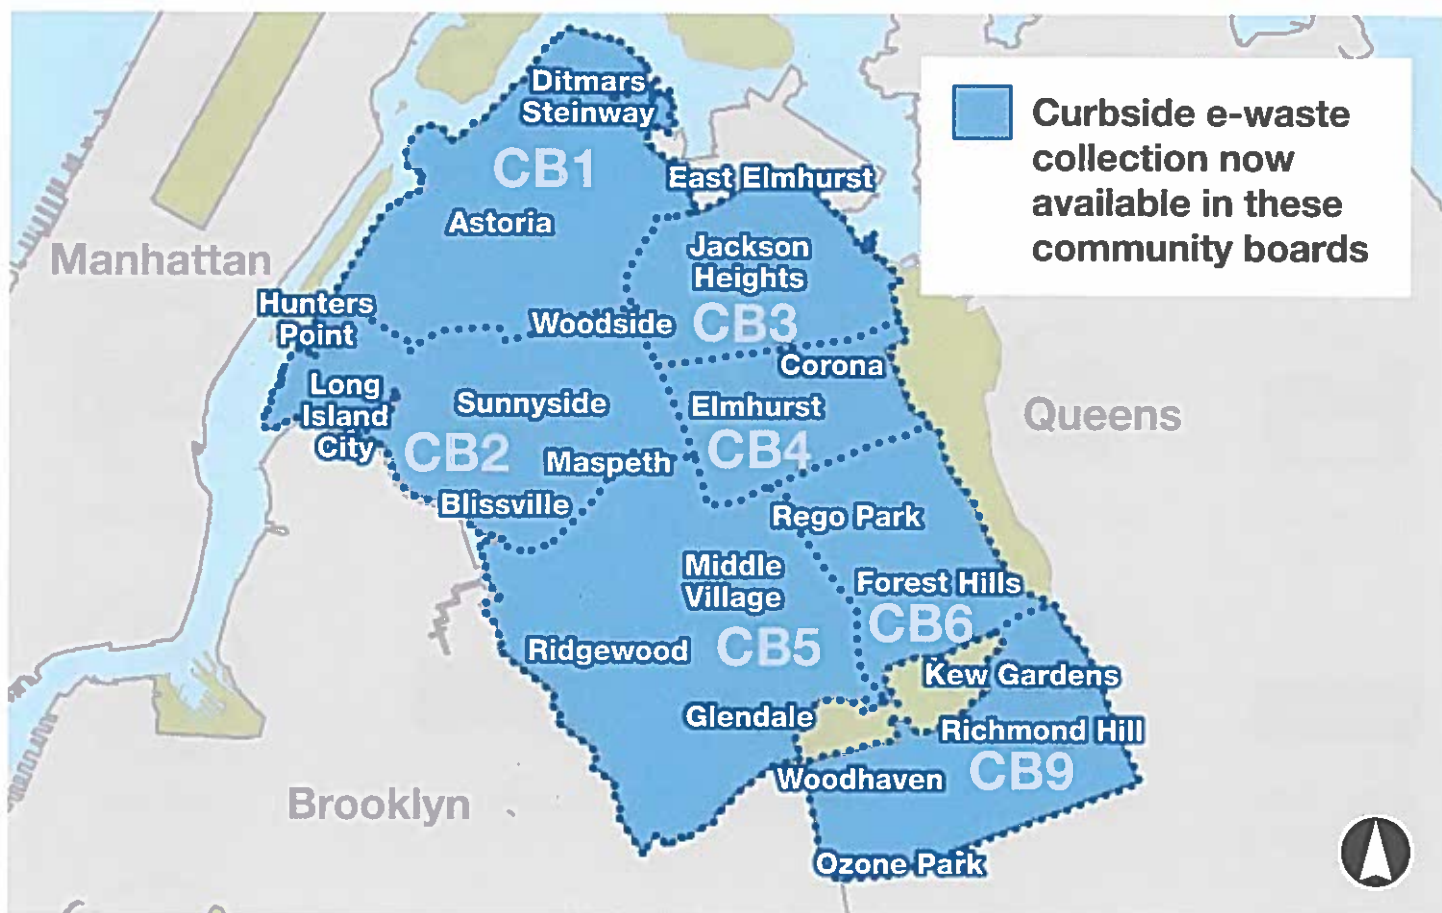 Ditmars
Steinway
CB1
East Elmhurst
Astoria
Jackson
Heights
Manhattan
Hunters
Point
Woodside
CB3
Corona
Long
Island
City
Sunnyside
Elmhurst
CB2
Maspeth
CB4
Blissville
Rego Park
Middle
Village
Forest Hills
CB6
Ridgewood
CB5
Kew Gardens
Glendale
Richmond Hill
Woodhaven
CB9
Brooklyn
Ozone Park
Queens
Curbside e-waste
collection now
available in these
community boards